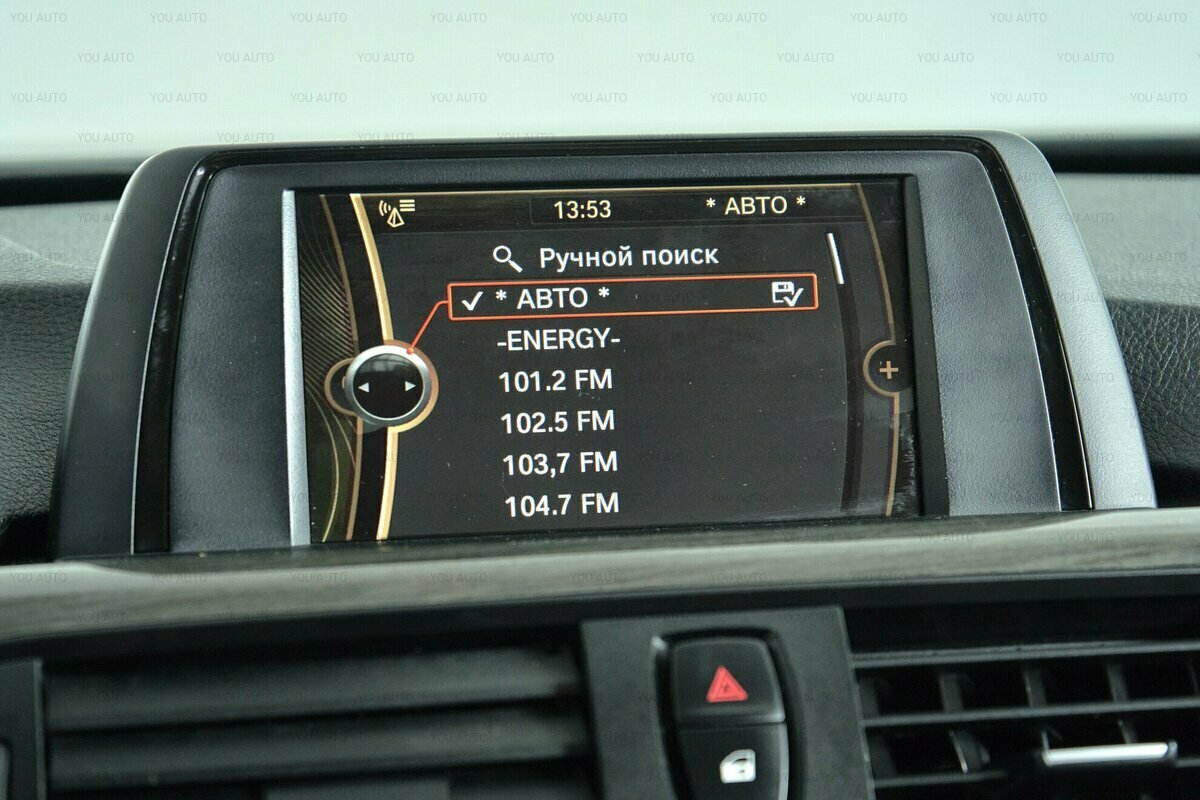 13:53 * АВТО *
Ручной поиск
* АВТО *
-ENERGY-
101.2 FM
102.5 FM
103,7 FM
104.7 FM
YOU AUTO